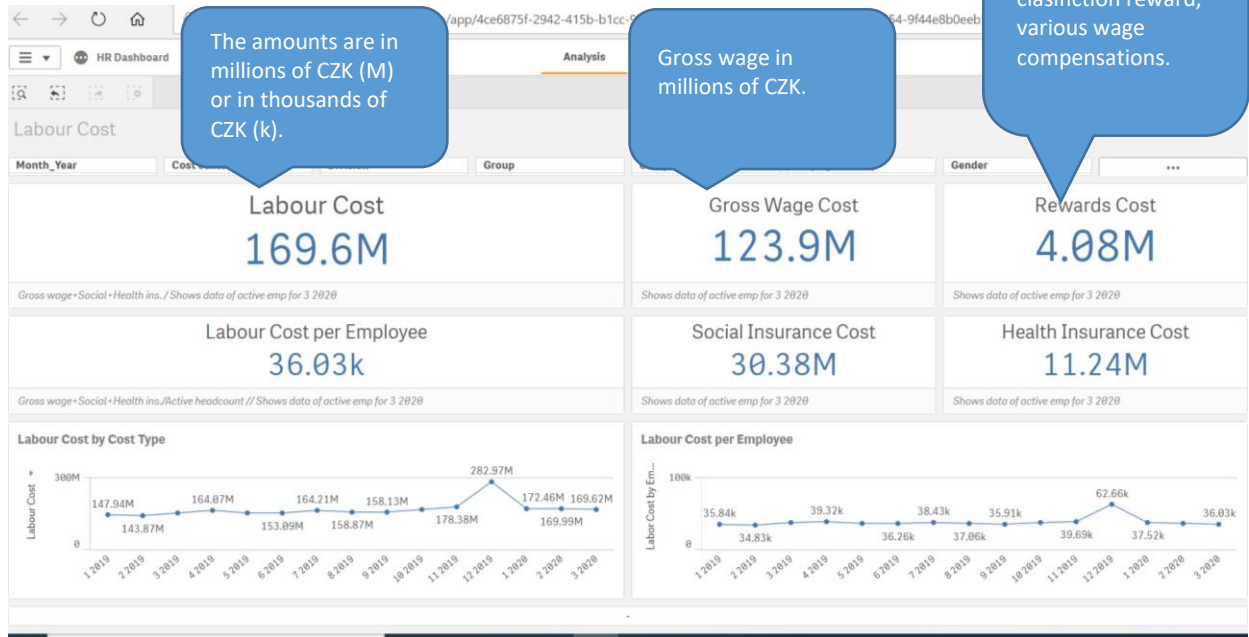 /app/4ce6875f-2942-415b-b1cc-
54-9f44e8b0eeb
The amounts are in
millions of CZK (M)
or in thousands of
CZK (k).
Gross wage in
millions of CZK.
reward,
various wage
compensations.
HR Dashboard
Analysis
Labour Cost
Month_Year
Group
Gender
...
Labour Cost
169.6M
Gross wage+Social+Health ins. / Shows data of active emp for 3 2020
Gross Wage Cost
123.9M
Shows data of active emp for 3 2020
Rewards Cost
4.08M
Shows data of active emp for 3 2020
Labour Cost per Employee
36.03k
Gross wage+Social+Health ins./Active headcount // Shows data of active emp for 3 2020
Social Insurance Cost
30.38M
Shows data of active emp for 3 2020
Health Insurance Cost
11.24M
Shows data of active emp for 3 2020
Labour Cost by Cost Type
Labour Cost
300M
0
147.94M
143.87M
164.07M
153.09M
164.21M
158.87M
158.13M
178.38M
282.97M
172.46M
169.99M
169.62M
1 2019
2 2019
3 2019
4 2019
5 2019
6 2019
7 2019
8 2019
9 2019
10 2019
11 2019
12 2019
1 2020
2 2020
3 2020
Labour Cost per Employee
Labor Cost by Em...
100k
0
35.84k
34.83k
39.32k
36.26k
38.43k
37.06k
35.91k
39.69k
62.66k
37.52k
36.03k
1 2019
2 2019
3 2019
4 2019
5 2019
6 2019
7 2019
8 2019
9 2019
10 2019
11 2019
12 2019
1 2020
2 2020
3 2020
-